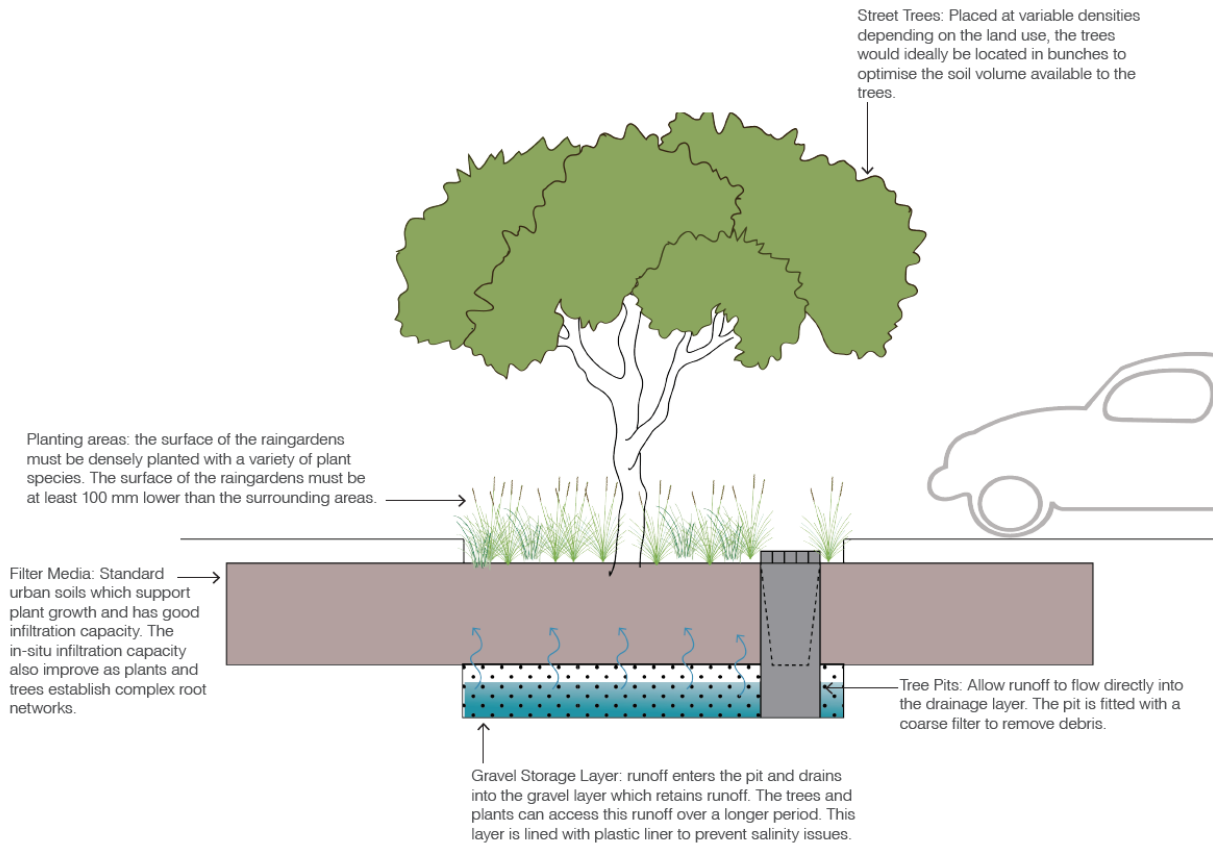 Street Trees: Placed at variable densities
depending on the land use, the trees
would ideally be located in bunches to
optimise the soil volume available to the
trees.
Planting areas: the surface of the raingardens
must be densely planted with a variety of plant
species. The surface of the raingardens must be
at least 100 mm lower than the surrounding areas.
Filter Media: Standard
urban soils which support
plant growth and has good
infiltration capacity. The
in-situ infiltration capacity
also improve as plants and
trees establish complex root
networks.
Tree Pits: Allow runoff to flow directly into
the drainage layer. The pit is fitted with a
coarse filter to remove debris.
Gravel Storage Layer: runoff enters the pit and drains
into the gravel layer which retains runoff. The trees and
plants can access this runoff over a longer period. This
layer is lined with plastic liner to prevent salinity issues.